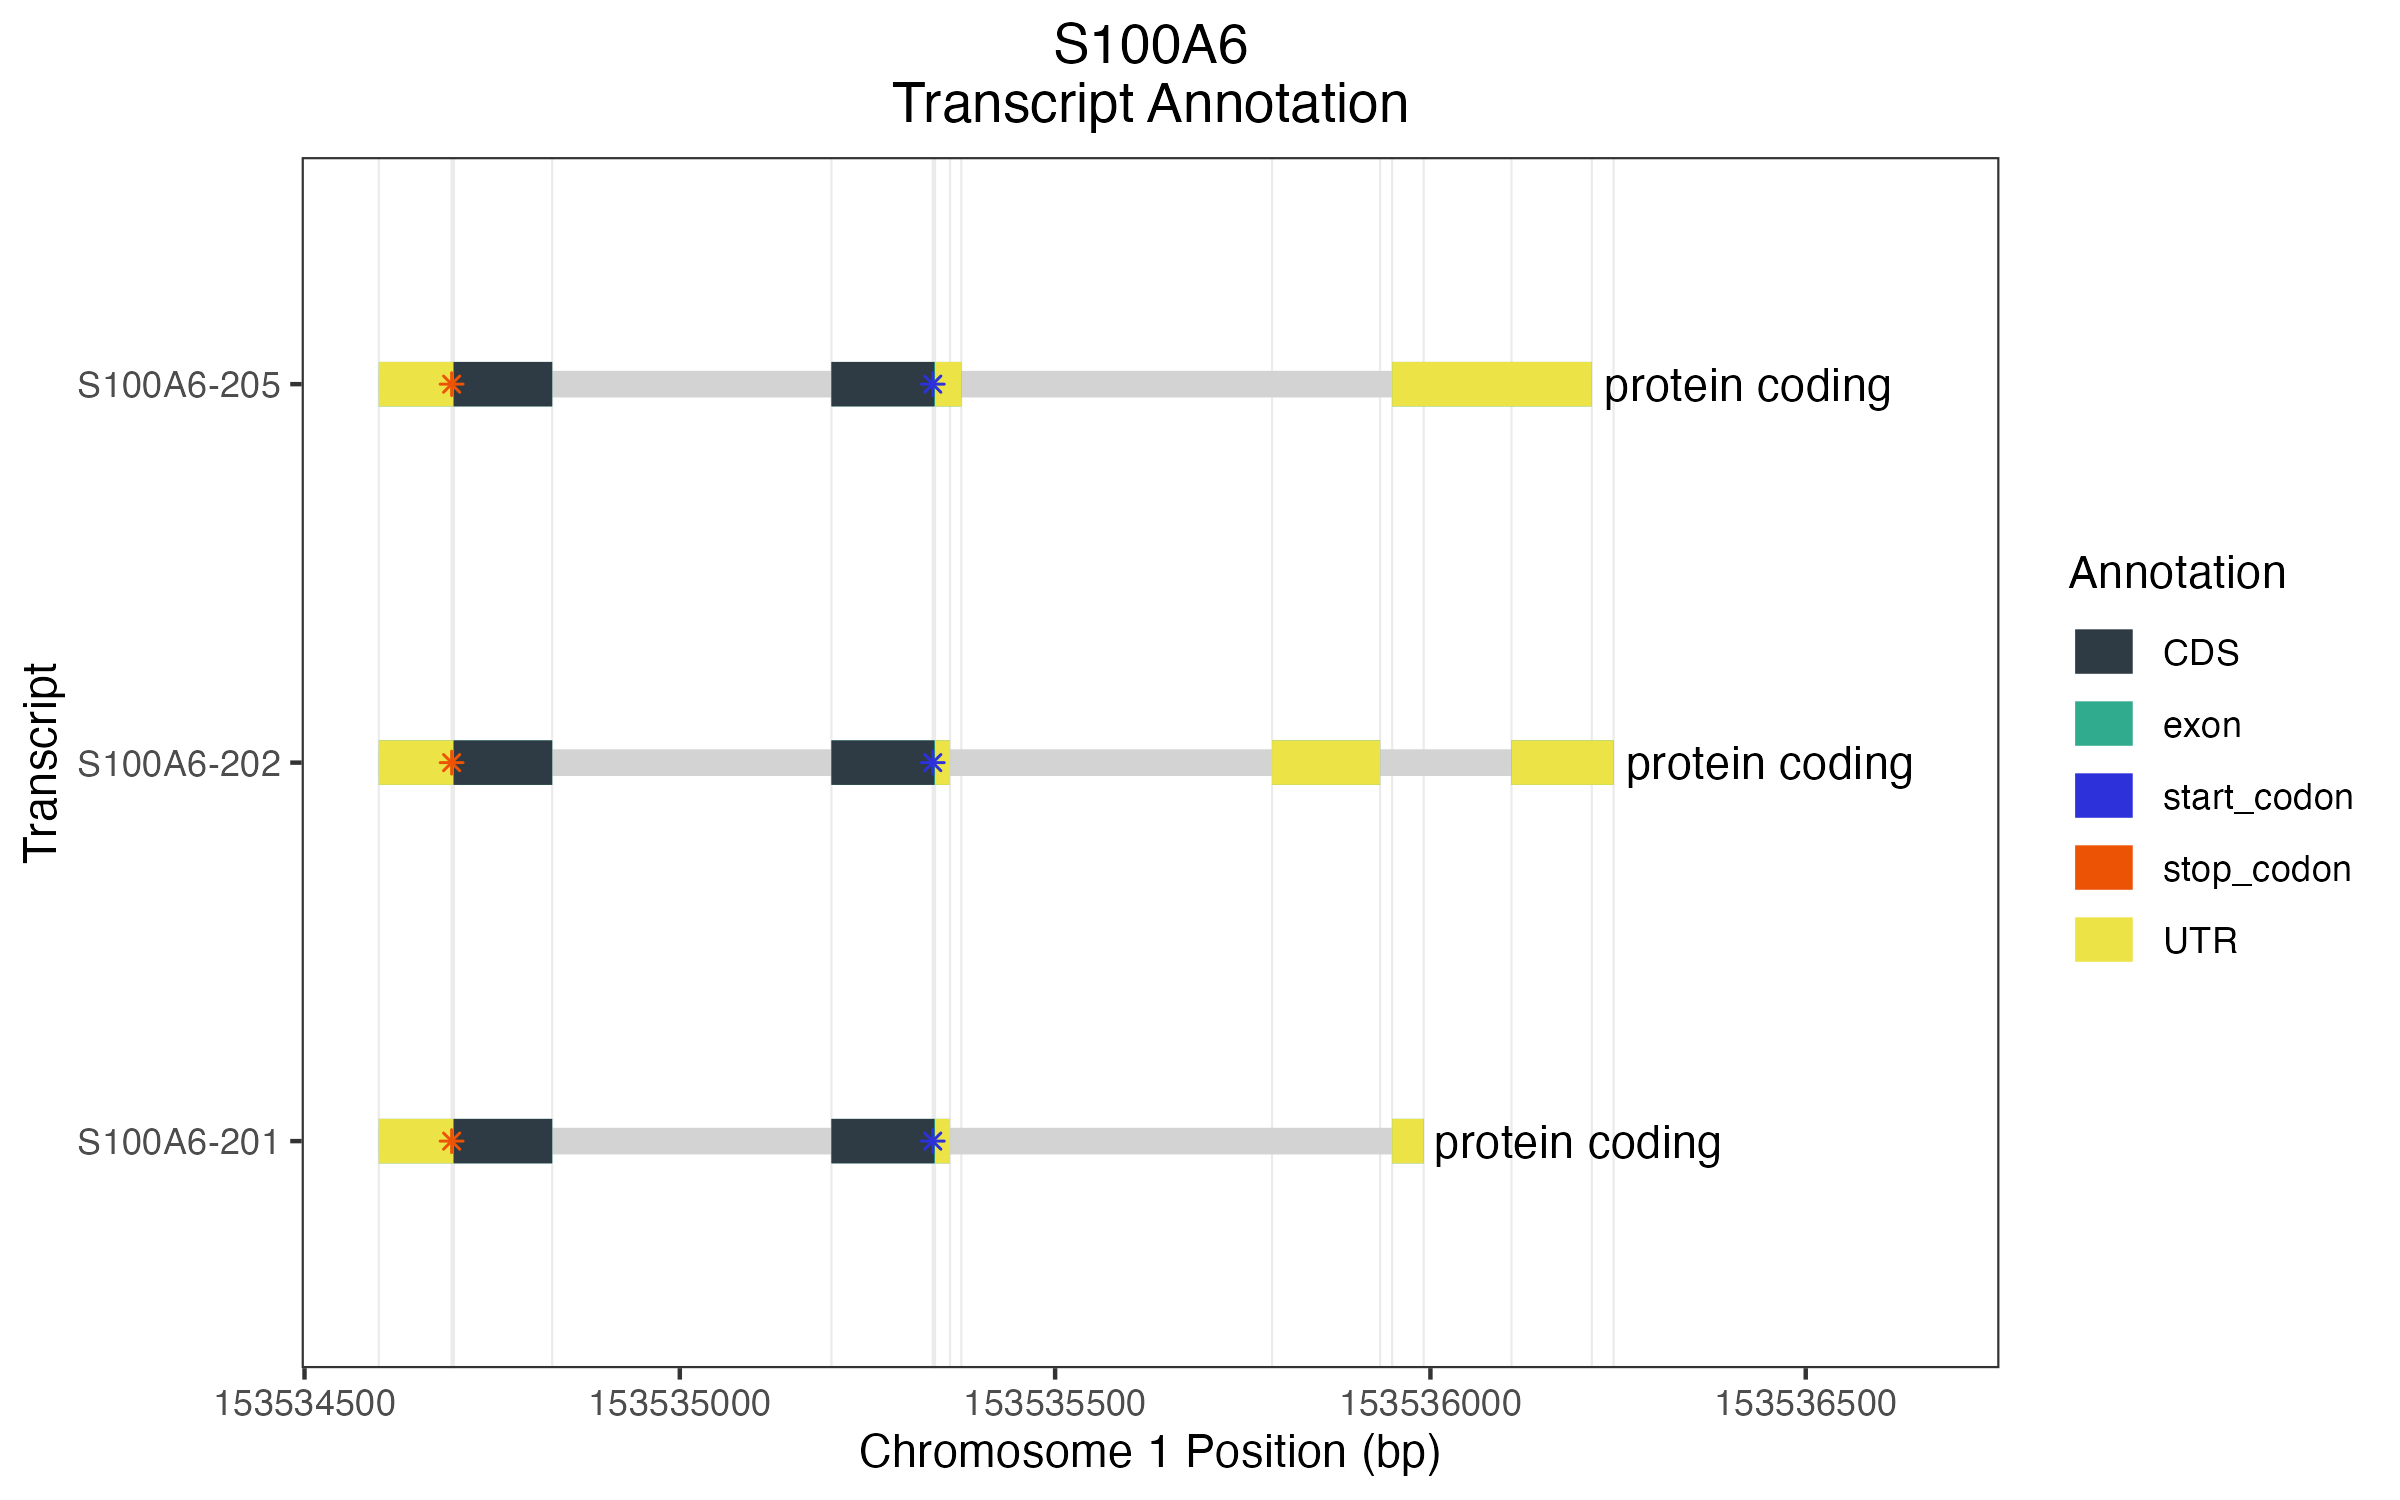 S100A6
Transcript Annotation
Transcript
S100A6-205
protein coding
S100A6-202
protein coding
S100A6-201
protein coding
153534500
153535000
153535500
153536000
153536500
Chromosome 1 Position (bp)
Annotation
CDS
exon
start_codon
stop_codon
UTR